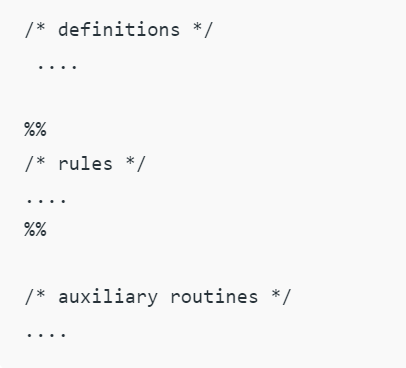 /* definitions */
....
%%
/* rules */
....
%%
/* auxiliary routines */
....